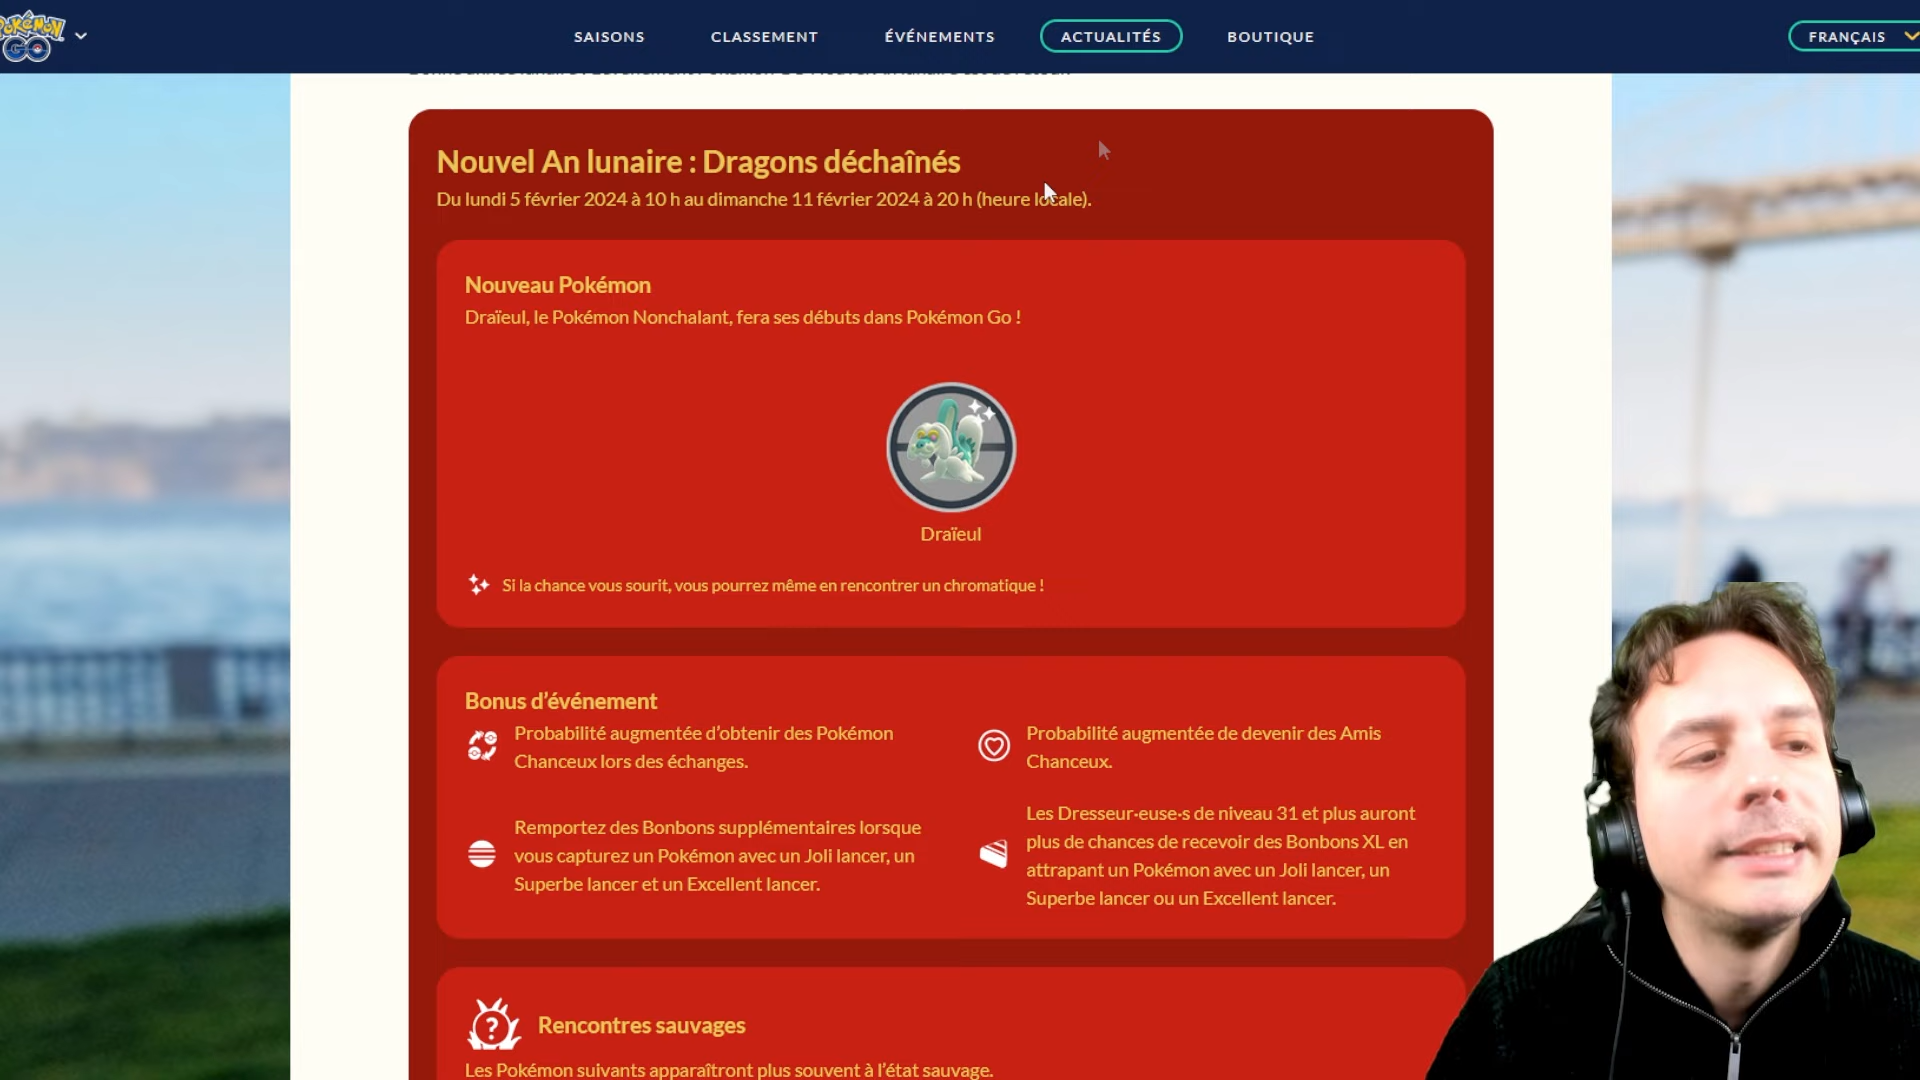 POKÉMON
GO
SAISONS
CLASSEMENT
ÉVÉNEMENTS
ACTUALITÉS
BOUTIQUE
FRANÇAIS
Nouvel An lunaire : Dragons déchaînés
Du lundi 5 février 2024 à 10 h au dimanche 11 février 2024 à 20 h (heure locale).
Nouveau Pokémon
Draïeul, le Pokémon Nonchalant, fera ses débuts dans Pokémon Go !
Draïeul
Si la chance vous sourit, vous pourrez même en rencontrer un chromatique !
Bonus d’événement
Probabilité augmentée d’obtenir des Pokémon
Chanceux lors des échanges.
Probabilité augmentée de devenir des Amis
Chanceux.
Remportez des Bonbons supplémentaires lorsque
vous capturez un Pokémon avec un Joli lancer, un
Superbe lancer et un Excellent lancer.
Les Dresseur·euse·s de niveau 31 et plus auront
plus de chances de recevoir des Bonbons XL en
attrapant un Pokémon avec un Joli lancer, un
Superbe lancer ou un Excellent lancer.
Rencontres sauvages
Les Pokémon suivants apparaîtront plus souvent à l’état sauvage.